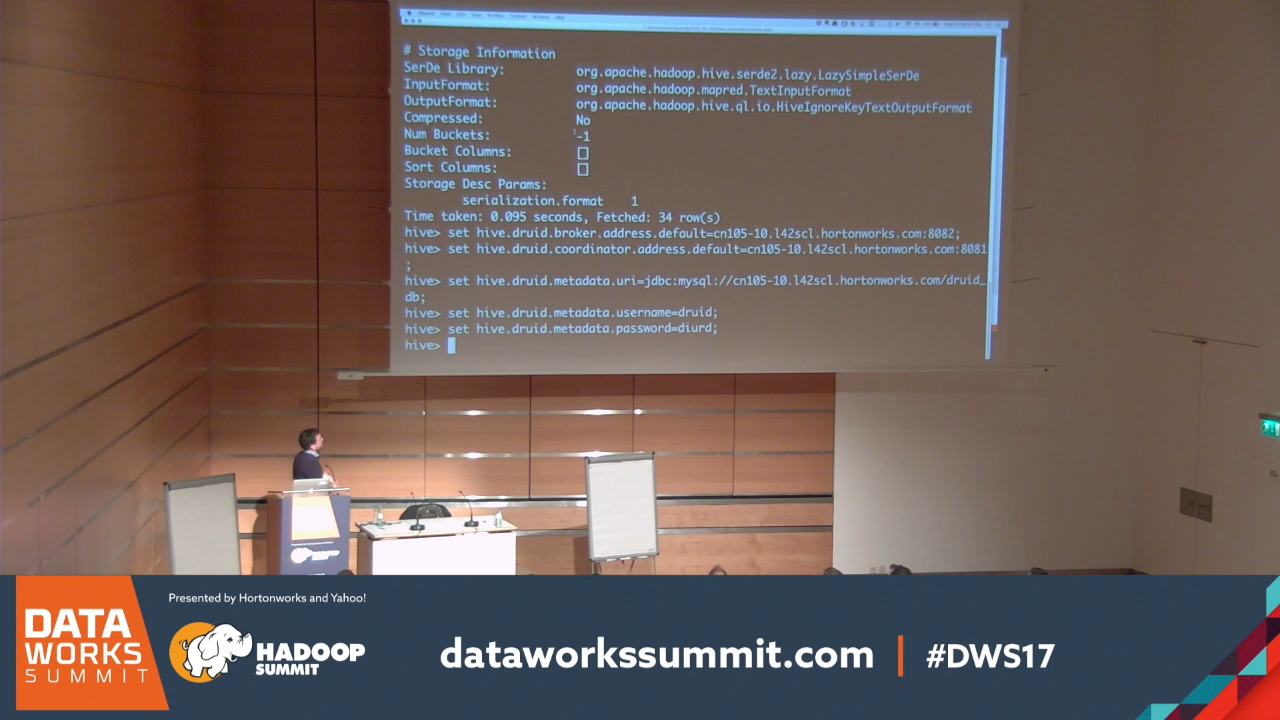 # Storage Information
SerDe Library: org.apache.hadoop.hive.serde2.lazy.LazySimpleSerDe
InputFormat: org.apache.hadoop.mapred.TextInputFormat
OutputFormat: org.apache.hadoop.hive.ql.io.HiveIgnoreKeyTextOutputFormat
Compressed: No
Num Buckets: -1
Bucket Columns: []
Sort Columns: []
Storage Desc Params:
serialization.format 1
Time taken: 0.095 seconds, Fetched: 34 row(s)
hive> set hive.druid.broker.address.default=cn105-10.l42scl.hortonworks.com:8082;
hive> set hive.druid.coordinator.address.default=cn105-10.l42scl.hortonworks.com:8081
;
hive> set hive.druid.metadata.uri=jdbc:mysql://cn105-10.l42scl.hortonworks.com/druid_
db;
hive> set hive.druid.metadata.username=druid;
hive> set hive.druid.metadata.password=diurd;
hive>
Presented by Hortonworks and Yahoo!
DATA
WORKS
SUMMIT
HADOOP
SUMMIT
dataworkssummit.com | #DWS17